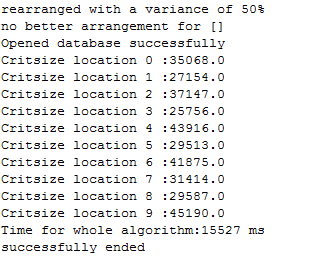 rearranged with a variance of 50%
no better arrangement for []
Opened database successfully
Critsize location 0 :35068.0
Critsize location 1 :27154.0
Critsize location 2 :37147.0
Critsize location 3 :25756.0
Critsize location 4 :43916.0
Critsize location 5 :29513.0
Critsize location 6 :41875.0
Critsize location 7 :31414.0
Critsize location 8 :29587.0
Critsize location 9 :45190.0
Time for whole algorithm:15527 ms
successfully ended